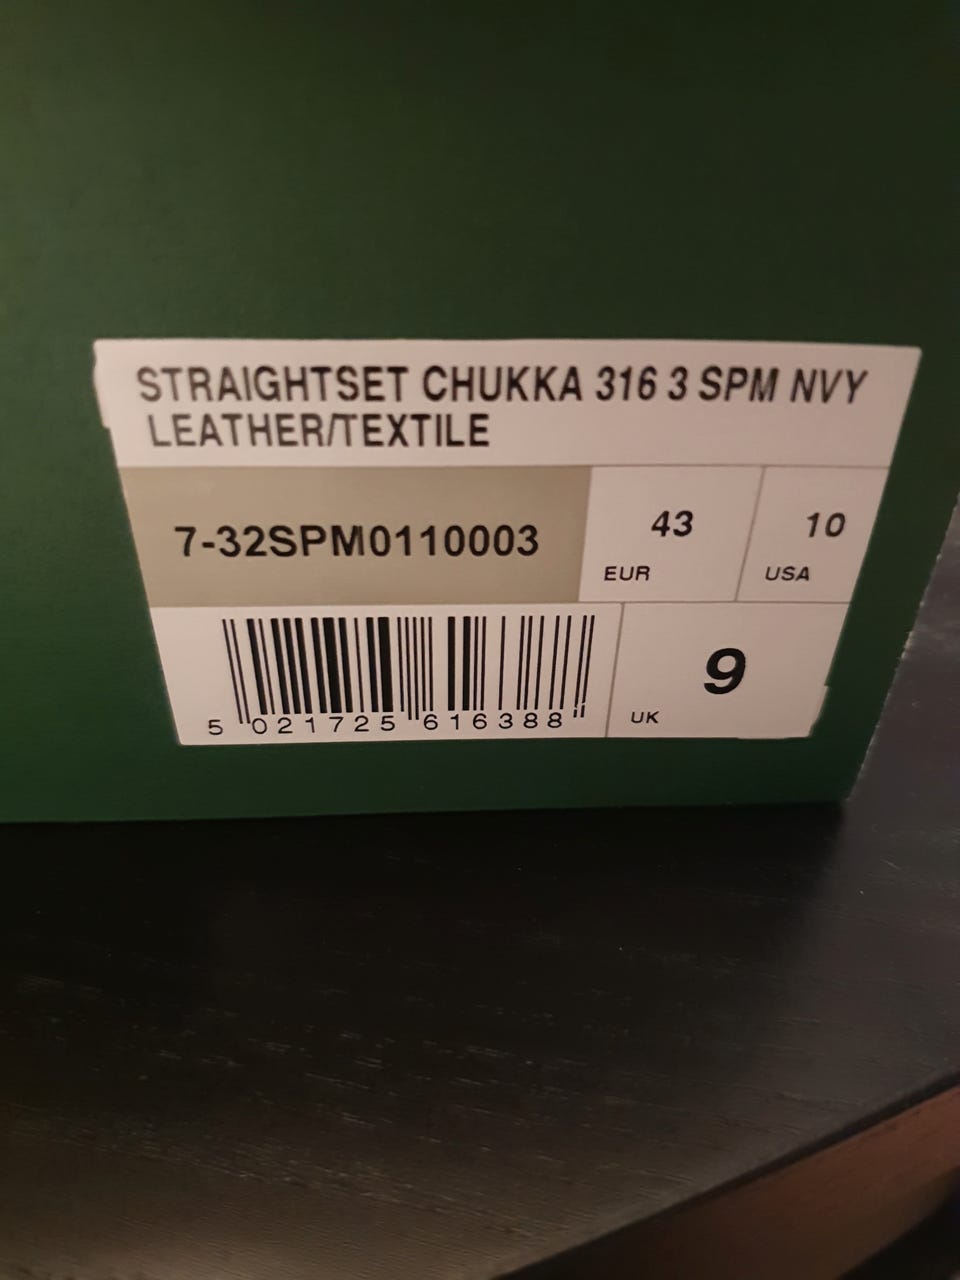 STRAIGHTSET CHUKKA 316 3 SPM NVY
LEATHER/TEXTILE
7-32SPM0110003
43
EUR
10
USA
5 021725 616388
9
UK